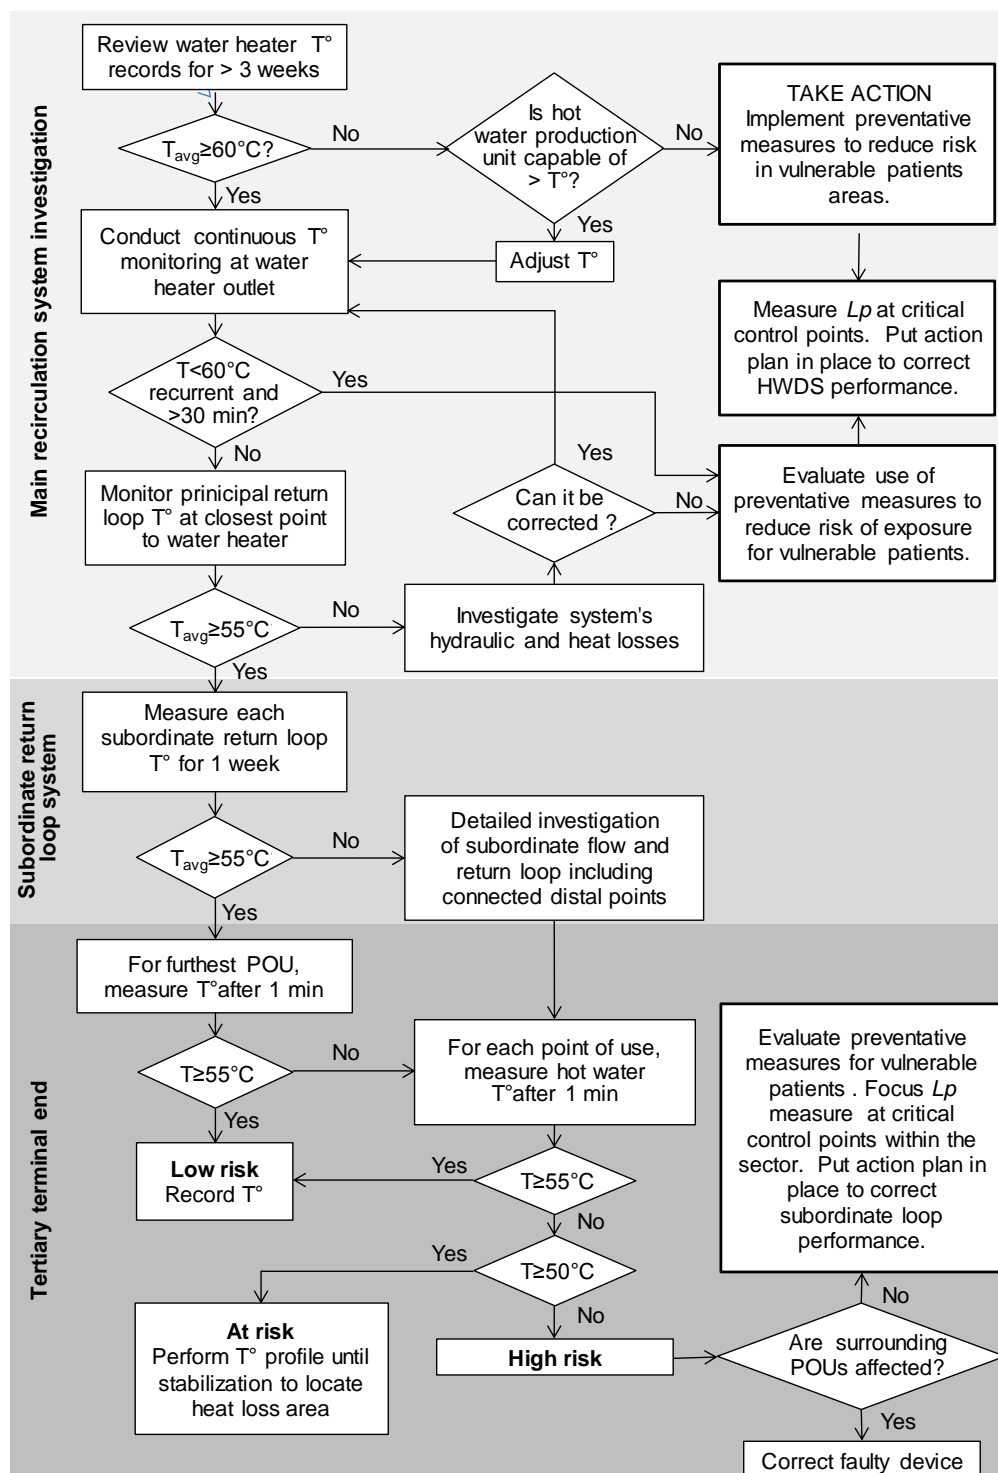 Main recirculation system investigation
Review water heater T°
records for > 3 weeks
Tavg≥60°C?
No
Yes
Is hot
water production
unit capable of
> T°?
No
Yes
Adjust T°
TAKE ACTION
Implement preventative
measures to reduce risk
in vulnerable patients
areas.
Conduct continuous T°
monitoring at water
heater outlet
Measure Lp at critical
control points. Put action
plan in place to correct
HWDS performance.
T<60°C
recurrent and
>30 min?
Yes
No
Monitor prinicipal return
loop T° at closest point
to water heater
Yes
Can it be
corrected ?
No
Evaluate use of
preventative measures to
reduce risk of exposure
for vulnerable patients.
Tavg≥55°C
No
Yes
Investigate system's
hydraulic and heat losses
Subordinate return
loop system
Measure each
subordinate return loop
T° for 1 week
Tavg≥55°C
No
Yes
Detailed investigation
of subordinate flow and
return loop including
connected distal points
Tertiary terminal end
For furthest POU,
measure T°after 1 min
T≥55°C
No
Yes
For each point of use,
measure hot water
T°after 1 min
Low risk
Record T°
Yes
T≥55°C
No
Yes
T≥50°C
No
At risk
Perform T° profile until
stabilization to locate
heat loss area
High risk
Evaluate preventative
measures for vulnerable
patients . Focus Lp
measure at critical
control points within the
sector. Put action plan in
place to correct
subordinate loop
performance.
No
Are surrounding
POUs affected?
Yes
Correct faulty device